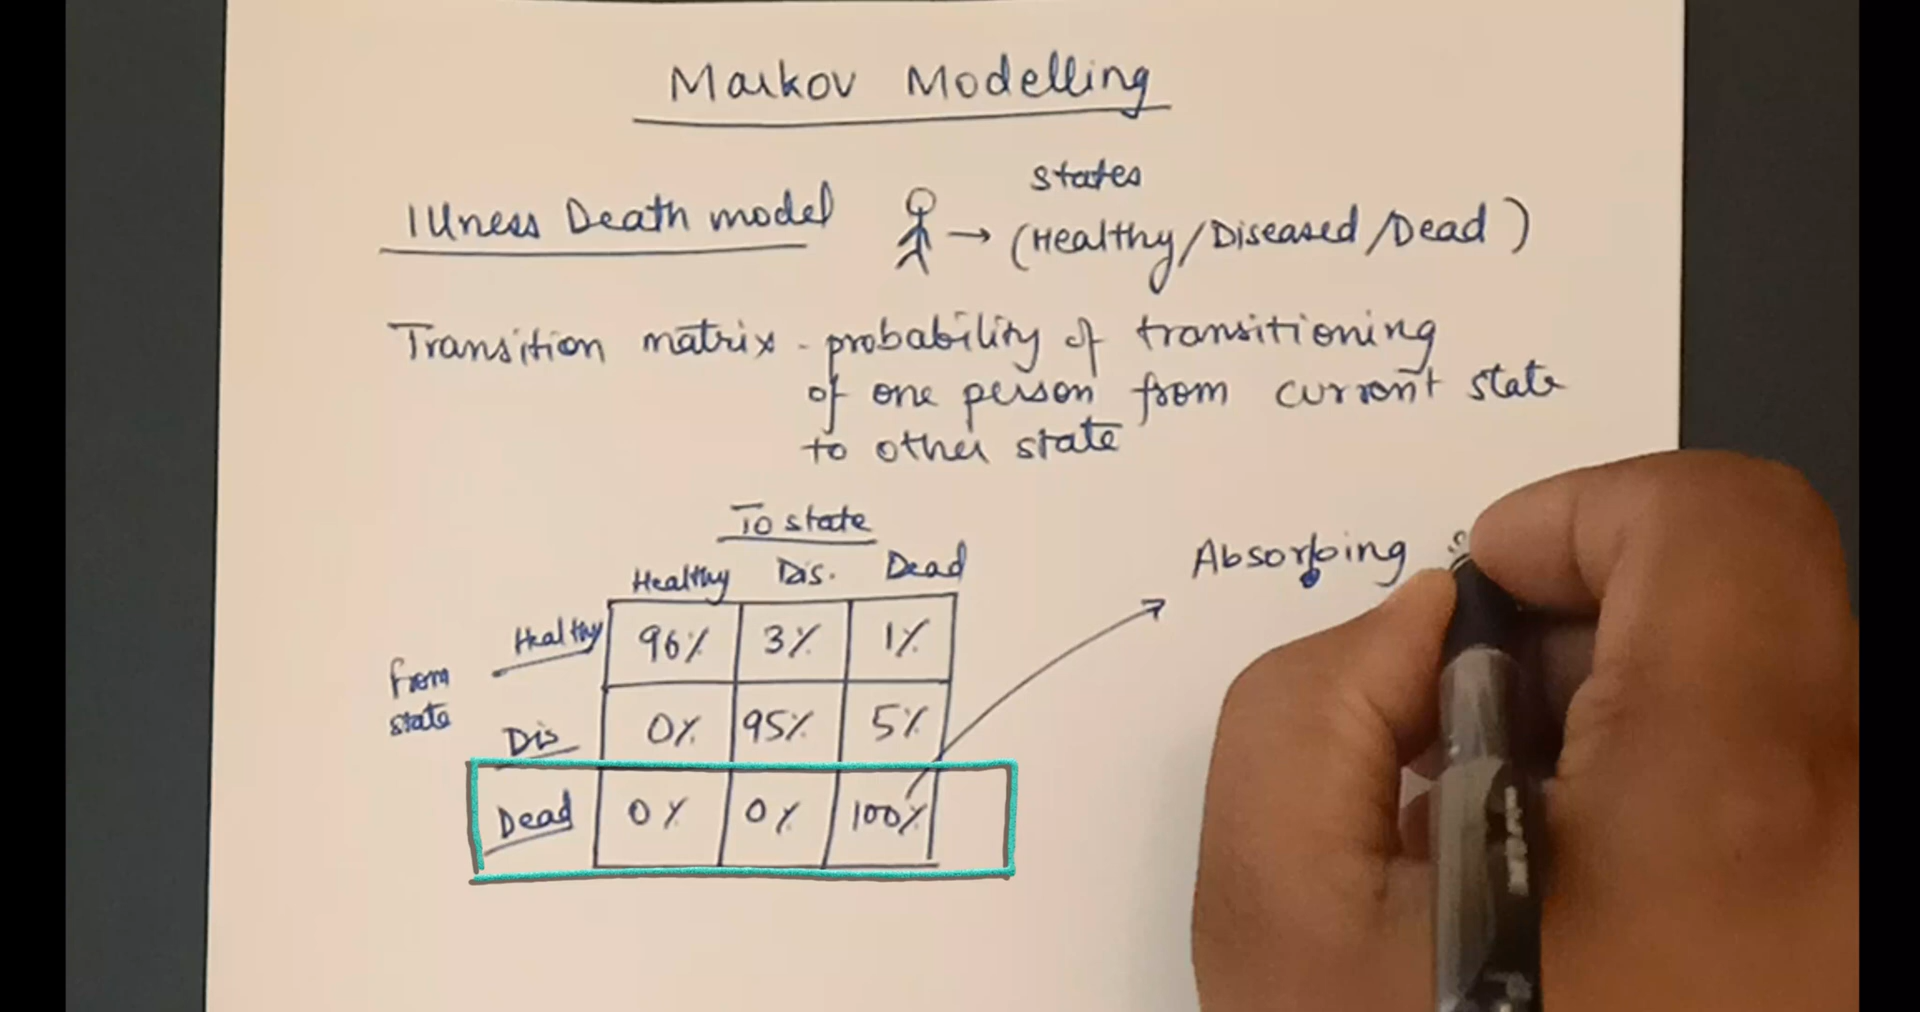 Markov Modelling
states
Illness Death model → (Healthy/Diseased/Dead)
Transition matrix - probability of transitioning
of one person from current state
to other state
To state
Healthy Dis. Dead
Absorbing
Healthy 96% 3% 1%
from
state
Dis 0% 95% 5%
Dead 0% 0% 100%